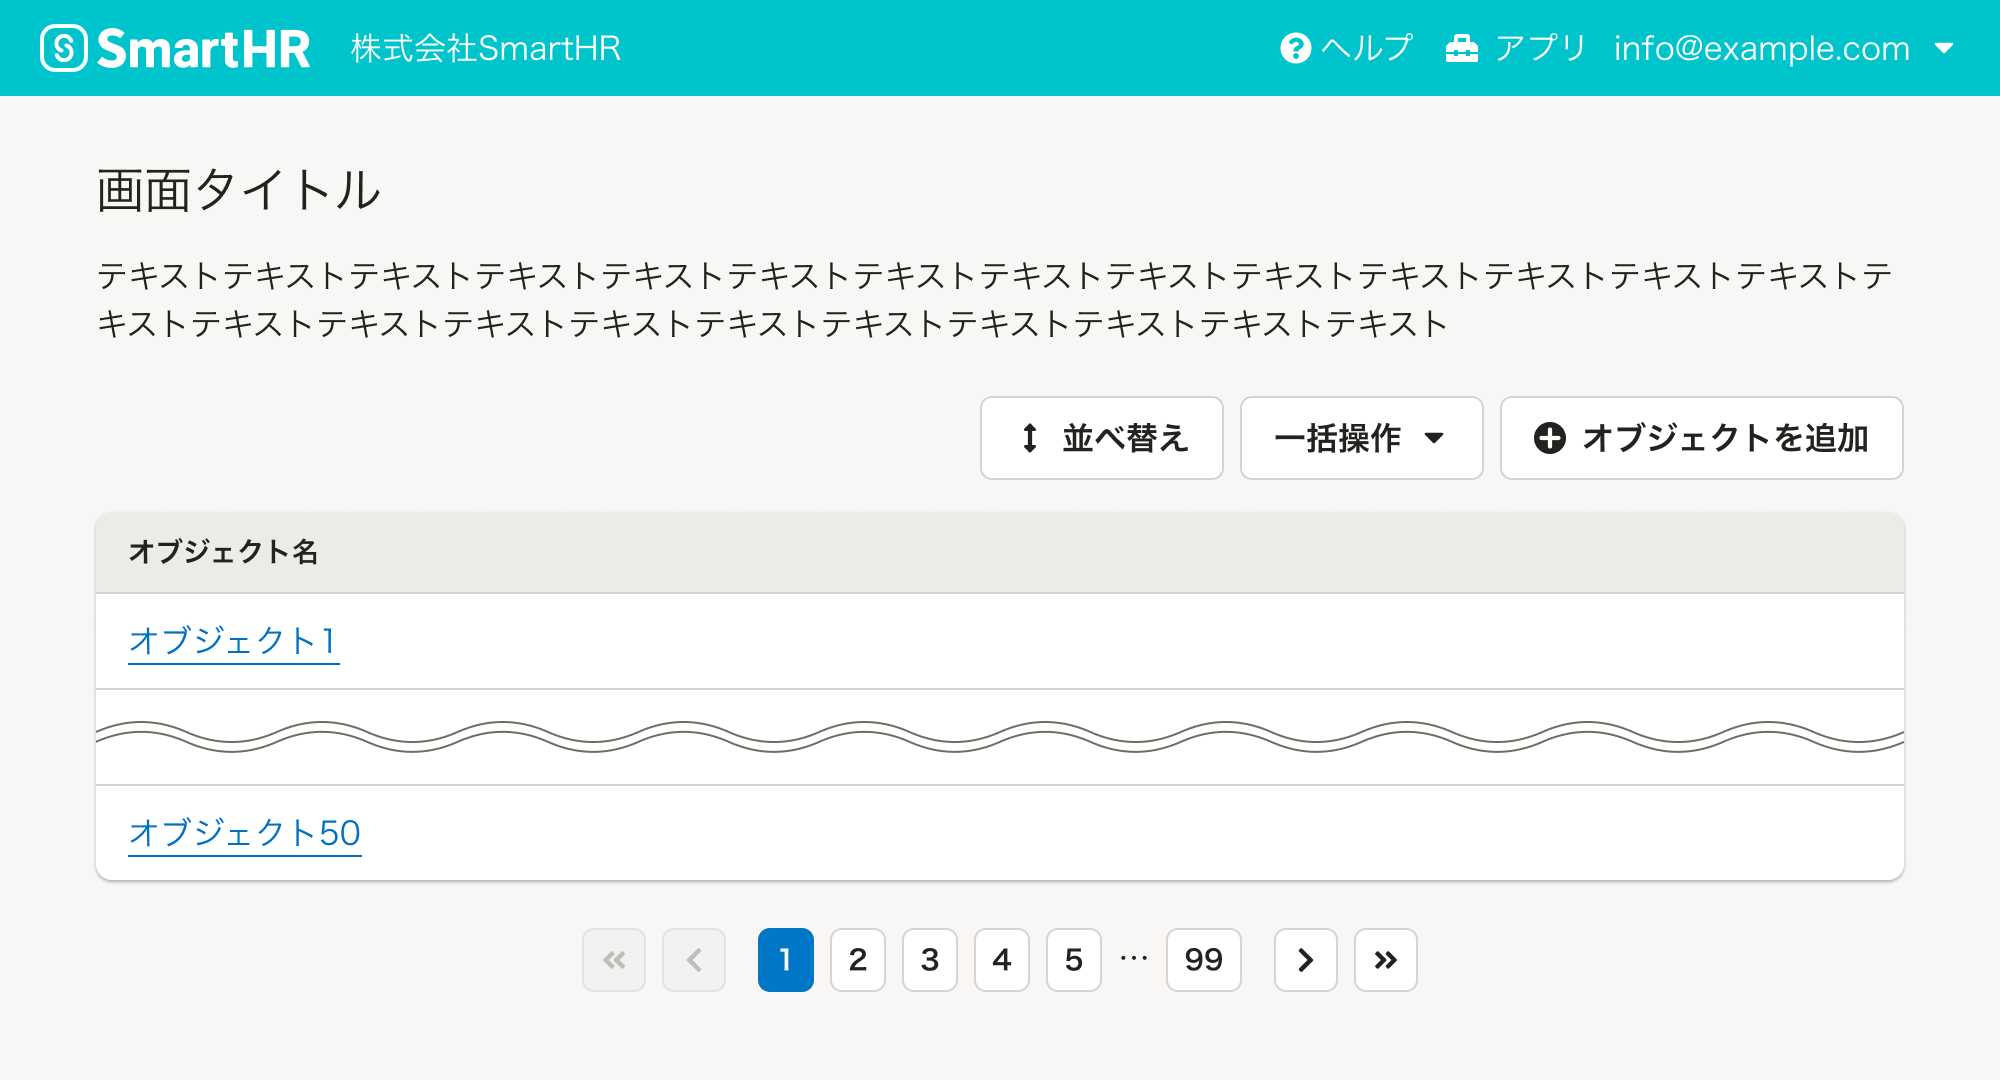 SmartHR 株式会社SmartHR ヘルプ アプリ info@example.com
画面タイトル
テキストテキストテキストテキストテキストテキストテキストテキストテキストテキストテキストテキストテキストテキストテ
キストテキストテキストテキストテキストテキストテキストテキストテキストテキストテキスト
並べ替え 一括操作 オブジェクトを追加
オブジェクト名
オブジェクト1
オブジェクト50
1 2 3 4 5 … 99